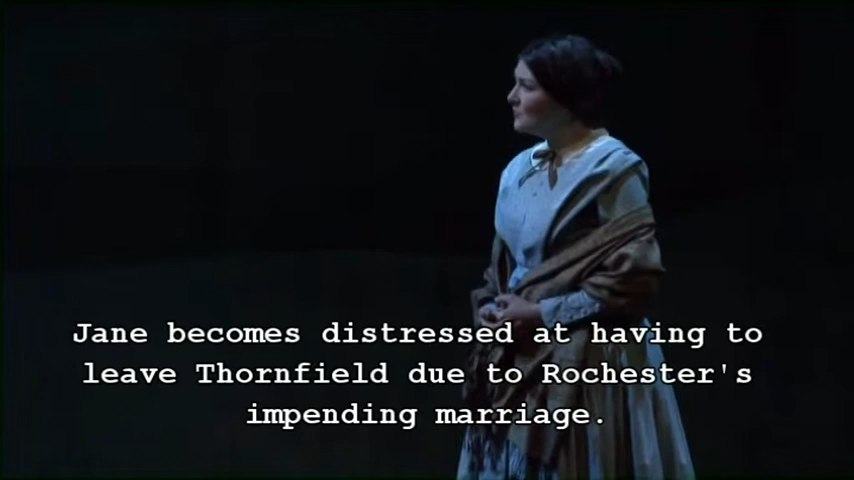 Jane becomes distressed at having to
leave Thornfield due to Rochester's
impending marriage.